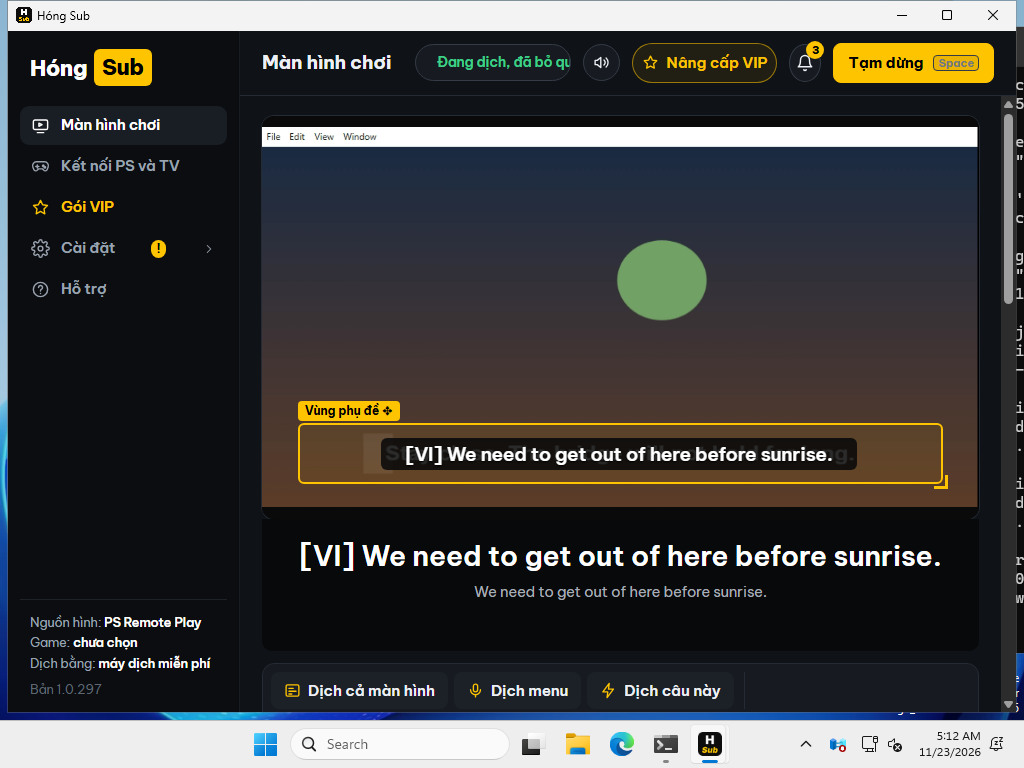 Hóng Sub
Hóng Sub
Màn hình chơi
Kết nối PS và TV
Gói VIP
Cài đặt
!
Hỗ trợ
Nguồn hình: PS Remote Play
Game: chưa chọn
Dịch bằng: máy dịch miễn phí
Bản 1.0.297
Màn hình chơi
Đang dịch, đã bỏ qu
Nâng cấp VIP
3
Tạm dừng Space
File Edit View Window
Vùng phụ đề
[VI] We need to get out of here before sunrise.
[VI] We need to get out of here before sunrise.
We need to get out of here before sunrise.
Dịch cả màn hình
Dịch menu
Dịch câu này
Search
5:12 AM
11/23/2026